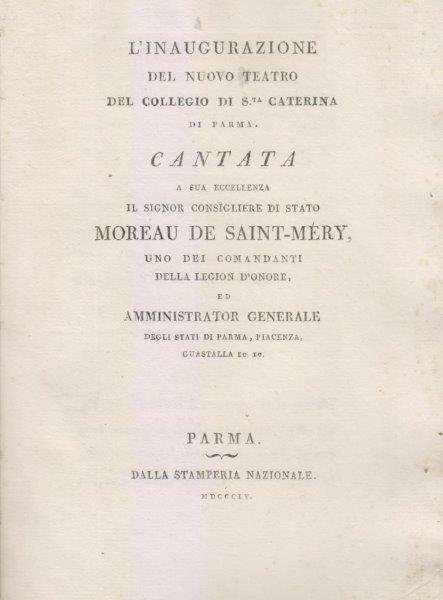 L'INAUGURAZIONE
DEL NUOVO TEATRO
DEL COLLEGIO DI S.TA CATERINA
DI PARMA.
CANTATA
A SUA ECCELLENZA
IL SIGNOR CONSIGLIERE DI STATO
MOREAU DE SAINT-MÉRY,
UNO DEI COMANDANTI
DELLA LEGION D'ONORE,
ED
AMMINISTRATOR GENERALE
DEGLI STATI DI PARMA, PIACENZA,
GUASTALLA EC. EC.
PARMA.
DALLA STAMPERIA NAZIONALE.
MDCCCIV.